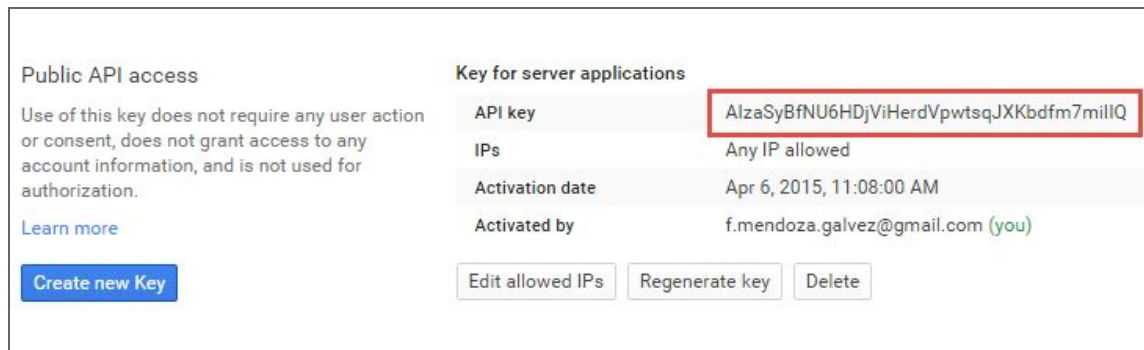 Public API access
Use of this key does not require any user action
or consent, does not grant access to any
account information, and is not used for
authorization.
Learn more
Create new Key
Key for server applications
API key AIzaSyBfNU6HDjViHerdVpwtsqJXKbdfm7miIIQ
IPs Any IP allowed
Activation date Apr 6, 2015, 11:08:00 AM
Activated by f.mendoza.galvez@gmail.com (you)
Edit allowed IPs Regenerate key Delete